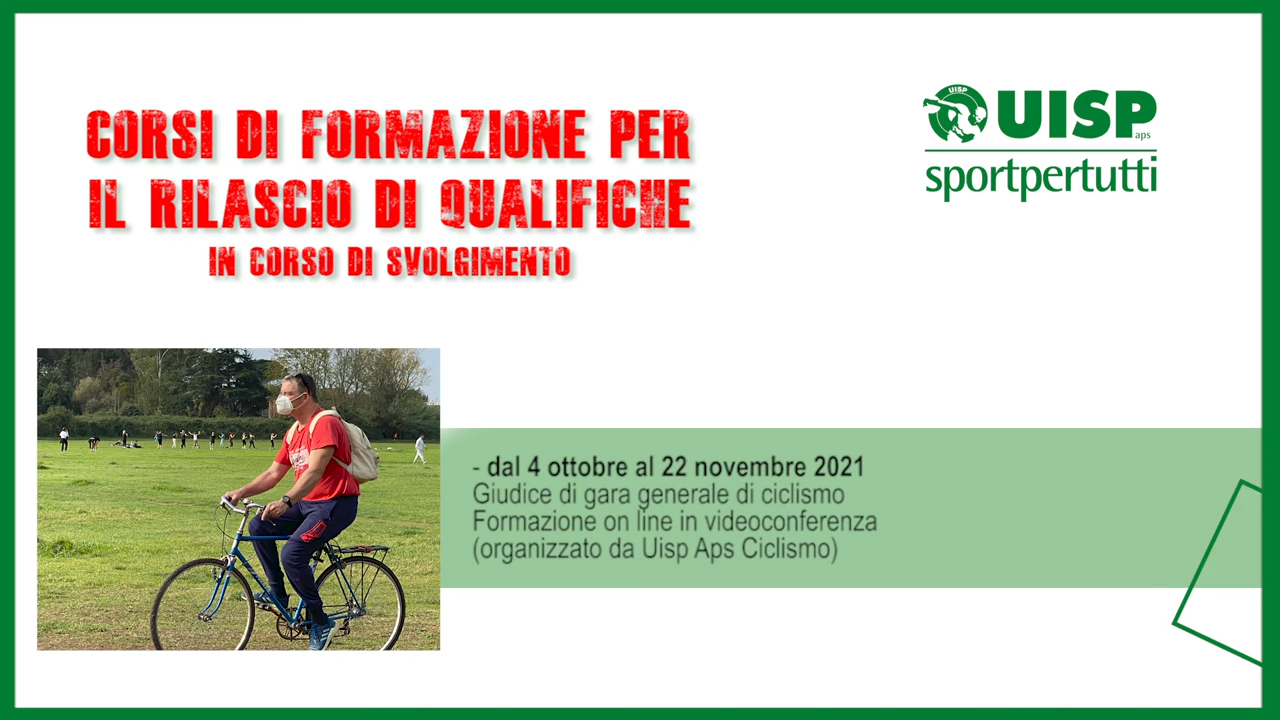 CORSI DI FORMAZIONE PER
IL RILASCIO DI QUALIFICHE
IN CORSO DI SVOLGIMENTO
UISP
UISP
aps
sportpertutti
- dal 4 ottobre al 22 novembre 2021
Giudice di gara generale di ciclismo
Formazione on line in videoconferenza
(organizzato da Uisp Aps Ciclismo)